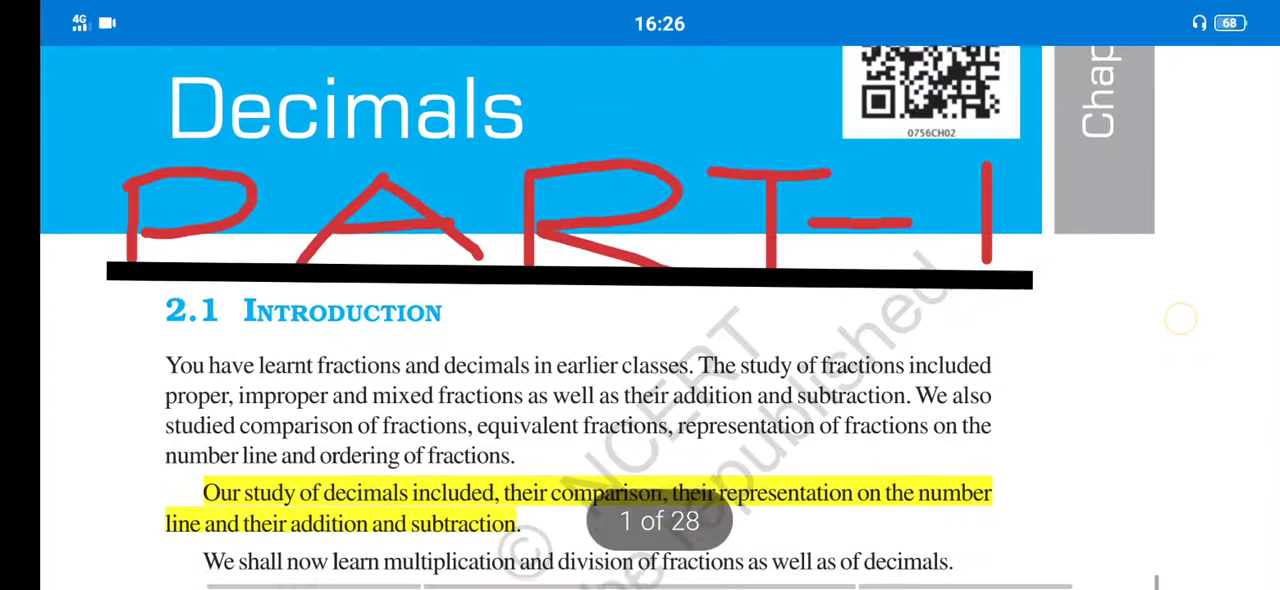 4G 16:26 68
Decimals
0756CH02
Chap
PART-1
2.1 INTRODUCTION
You have learnt fractions and decimals in earlier classes. The study of fractions included
proper, improper and mixed fractions as well as their addition and subtraction. We also
studied comparison of fractions, equivalent fractions, representation of fractions on the
number line and ordering of fractions.
Our study of decimals included, their comparison, their representation on the number
line and their addition and subtraction.
1 of 28
We shall now learn multiplication and division of fractions as well as of decimals.
© NCERT
be republished